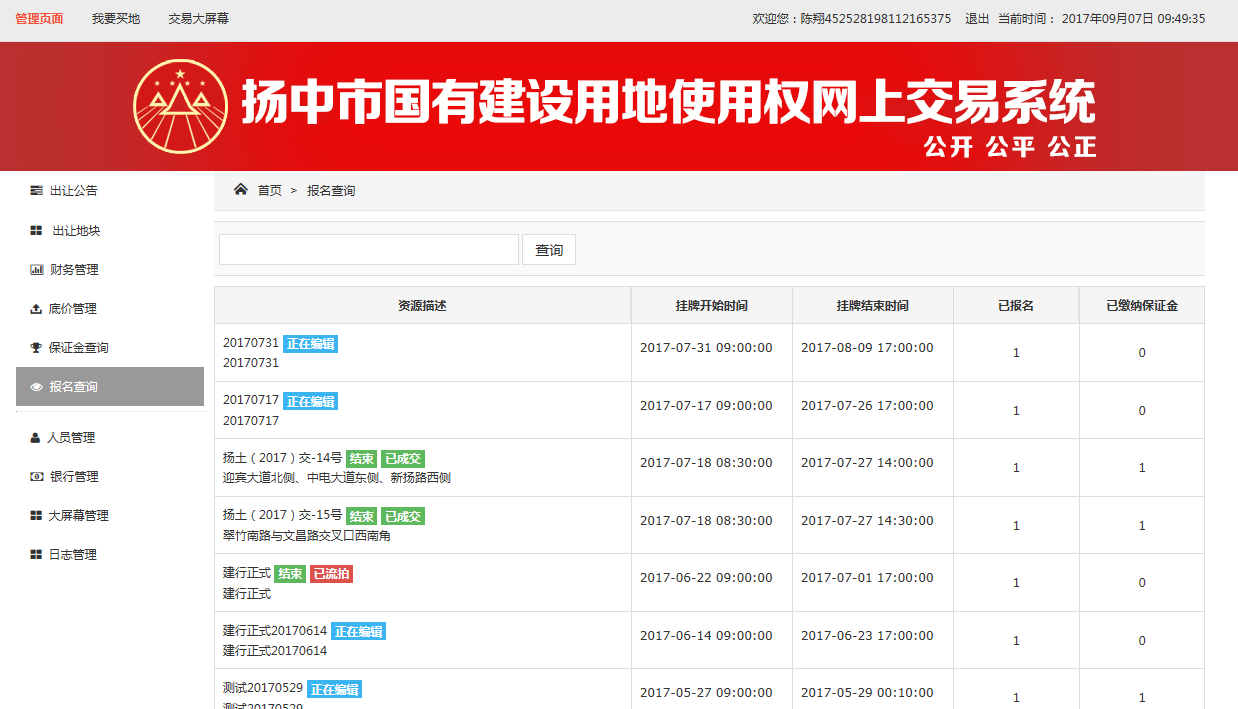 管理页面 我要买地 交易大屏幕 欢迎您：陈翔452528198112165375 退出 当前时间： 2017年09月07日 09:49:35
扬中市国有建设用地使用权网上交易系统
公开 公平 公正
出让公告
出让地块
财务管理
底价管理
保证金查询
报名查询
人员管理
银行管理
大屏幕管理
日志管理
首页 > 报名查询
查询
资源描述 挂牌开始时间 挂牌结束时间 已报名 已缴纳保证金
20170731 正在编辑
20170731
2017-07-31 09:00:00 2017-08-09 17:00:00 1 0
20170717 正在编辑
20170717
2017-07-17 09:00:00 2017-07-26 17:00:00 1 0
扬土（2017）交-14号 结束 已成交
迎宾大道北侧、中电大道东侧、新扬路西侧
2017-07-18 08:30:00 2017-07-27 14:00:00 1 1
扬土（2017）交-15号 结束 已成交
翠竹南路与文昌路交叉口西南角
2017-07-18 08:30:00 2017-07-27 14:30:00 1 1
建行正式 结束 已流拍
建行正式
2017-06-22 09:00:00 2017-07-01 17:00:00 1 0
建行正式20170614 正在编辑
建行正式20170614
2017-06-14 09:00:00 2017-06-23 17:00:00 1 0
测试20170529 正在编辑
测试20170529
2017-05-27 09:00:00 2017-05-29 00:10:00 1 1